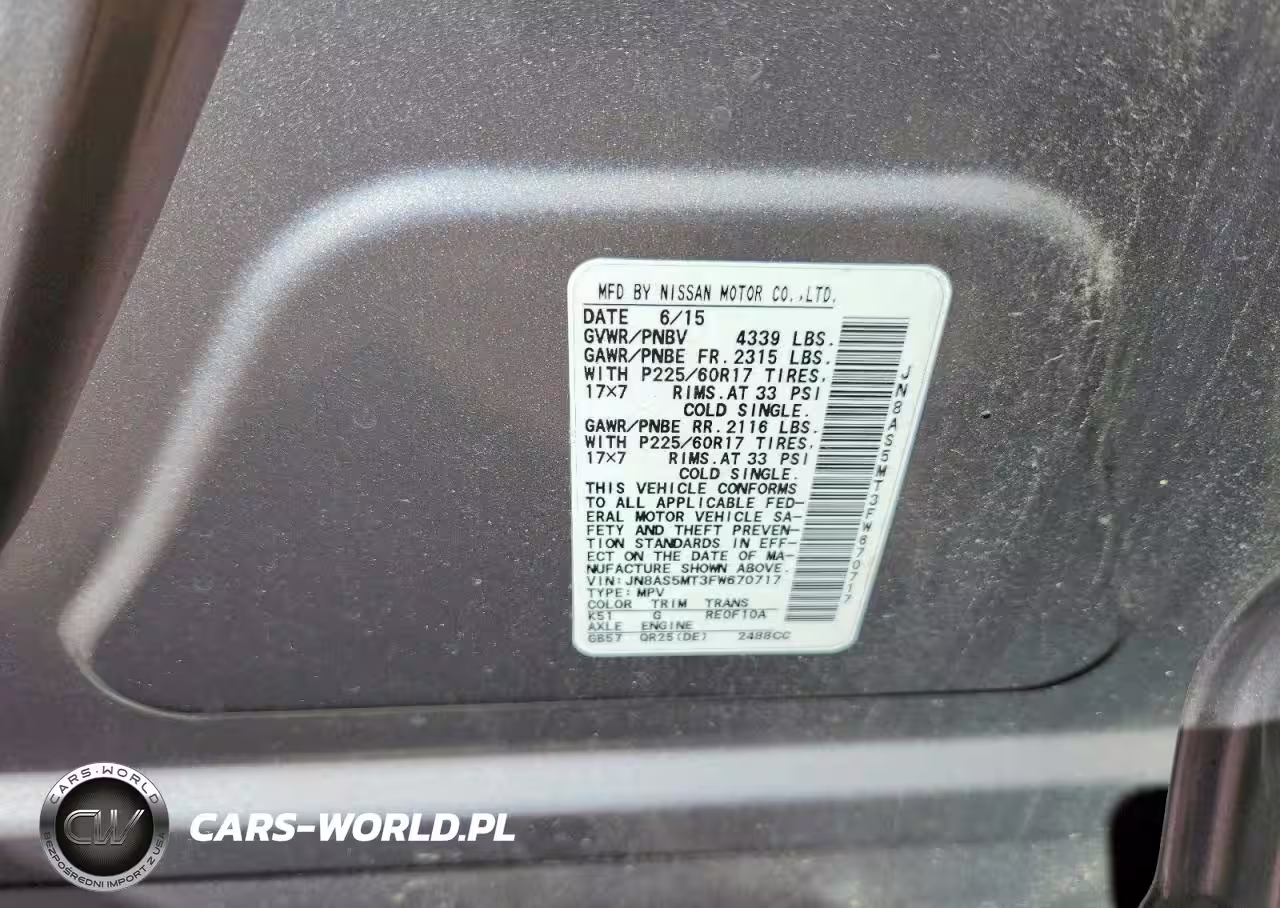 MFD BY NISSAN MOTOR CO.,LTD.
DATE 6/15
GVWR/PNBV 4339 LBS.
GAWR/PNBE FR. 2315 LBS.
WITH P225/60R17 TIRES,
17×7 RIMS.AT 33 PSI
COLD SINGLE.
GAWR/PNBE RR. 2116 LBS.
WITH P225/60R17 TIRES,
17×7 RIMS.AT 33 PSI
COLD SINGLE.
THIS VEHICLE CONFORMS
TO ALL APPLICABLE FED-
ERAL MOTOR VEHICLE SA-
FETY AND THEFT PREVEN-
TION STANDARDS IN EFF-
ECT ON THE DATE OF MA-
NUFACTURE SHOWN ABOVE.
VIN:JN8AS5MT3FW670717
TYPE:MPV
COLOR TRIM TRANS
K51 G RE0F10A
AXLE ENGINE
GB57 QR25(DE) 2488CC
JN8AS5MT3FW670717
CARS-WORLD
CW
BEZPOŚREDNI IMPORT Z USA
CARS-WORLD.PL